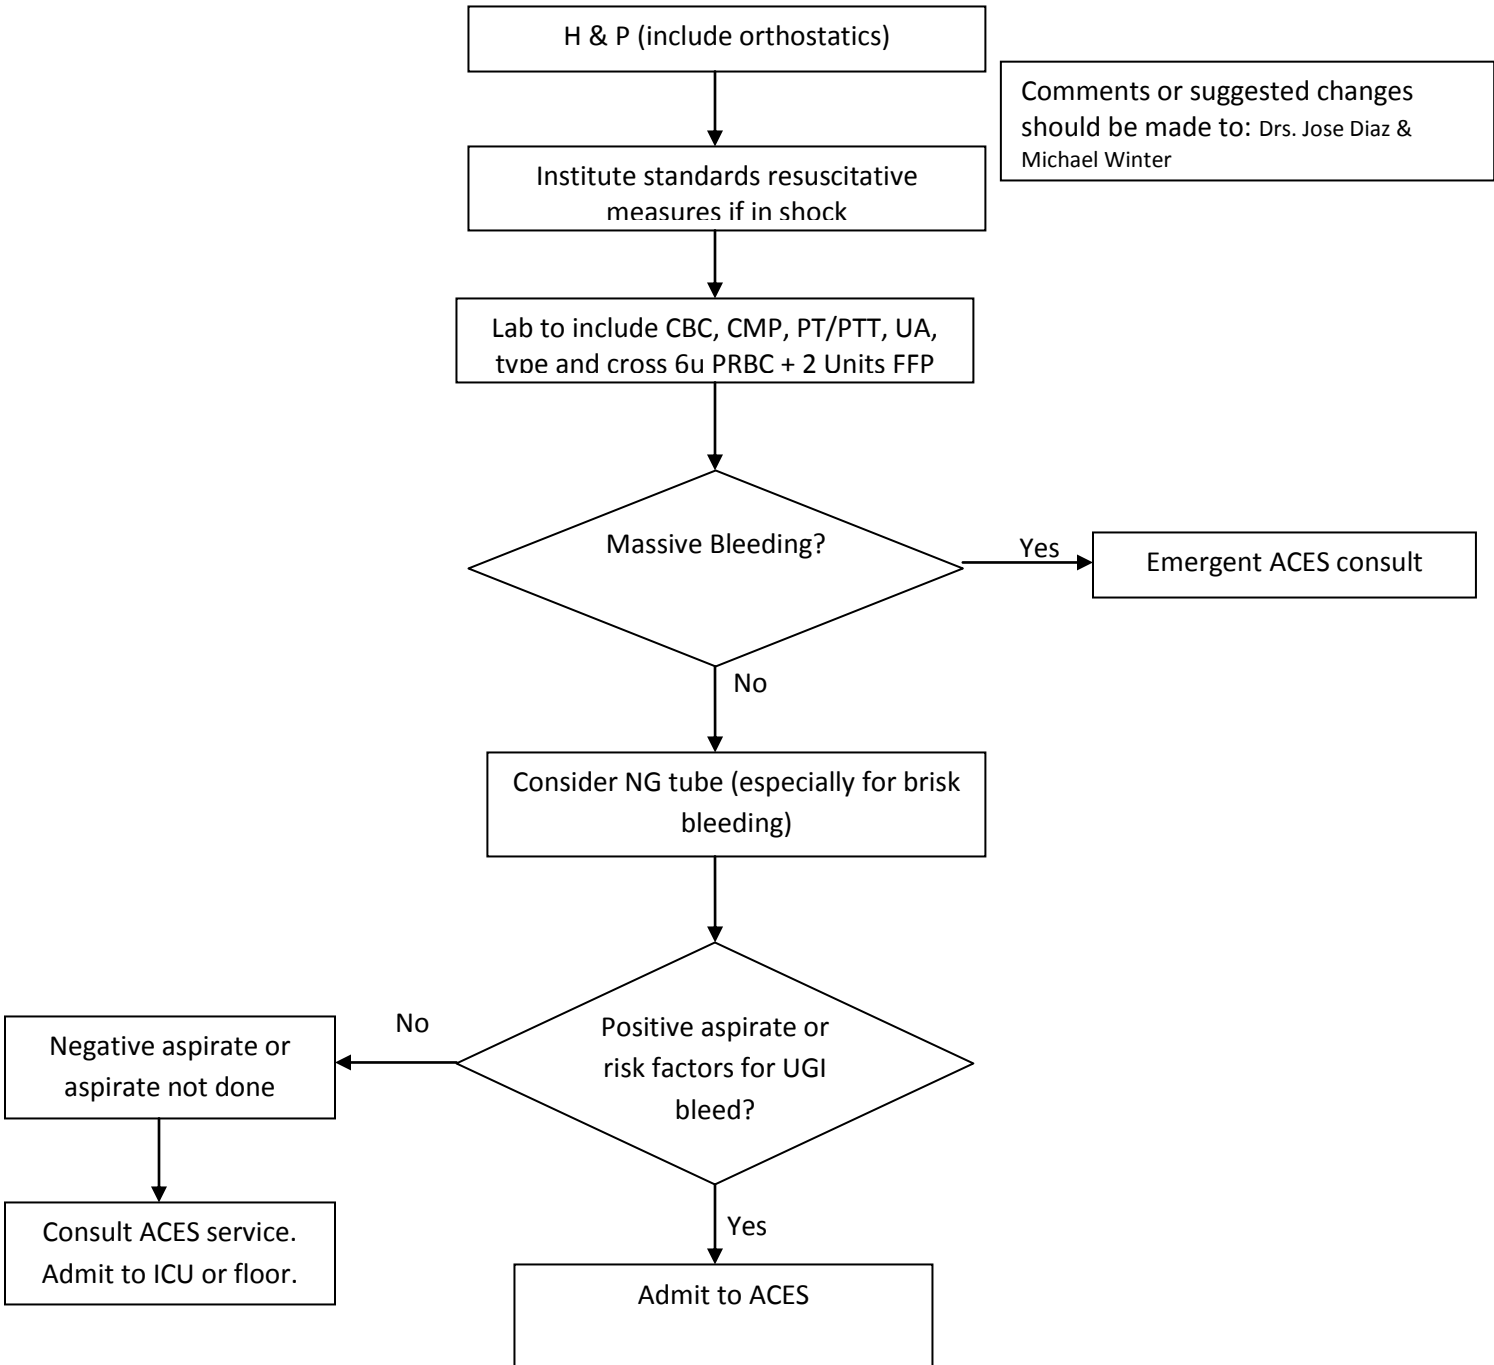 H & P (include orthostatics)
Comments or suggested changes
should be made to: Drs. Jose Diaz &
Michael Winter
Institute standards resuscitative
measures if in shock
Lab to include CBC, CMP, PT/PTT, UA,
type and cross 6u PRBC + 2 Units FFP
Massive Bleeding?
Yes
Emergent ACES consult
No
Consider NG tube (especially for brisk
bleeding)
Positive aspirate or
risk factors for UGI
bleed?
No
Negative aspirate or
aspirate not done
Consult ACES service.
Admit to ICU or floor.
Yes
Admit to ACES